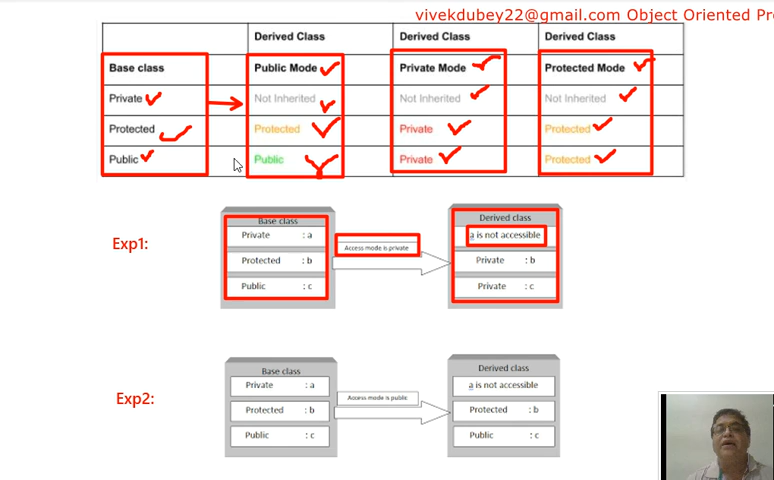 vivekdubey22@gmail.com Object Oriented Pr
Derived Class Derived Class Derived Class
Base class Public Mode Private Mode Protected Mode
Private Not Inherited Not Inherited Not Inherited
Protected Protected Private Protected
Public Public Private Protected
Exp1:
Base class
Private : a
Protected : b
Public : c
Access mode is private
Derived class
a is not accessible
Private : b
Private : c
Exp2:
Base class
Private : a
Protected : b
Public : c
Access mode is public
Derived class
a is not accessible
Protected : b
Public : c